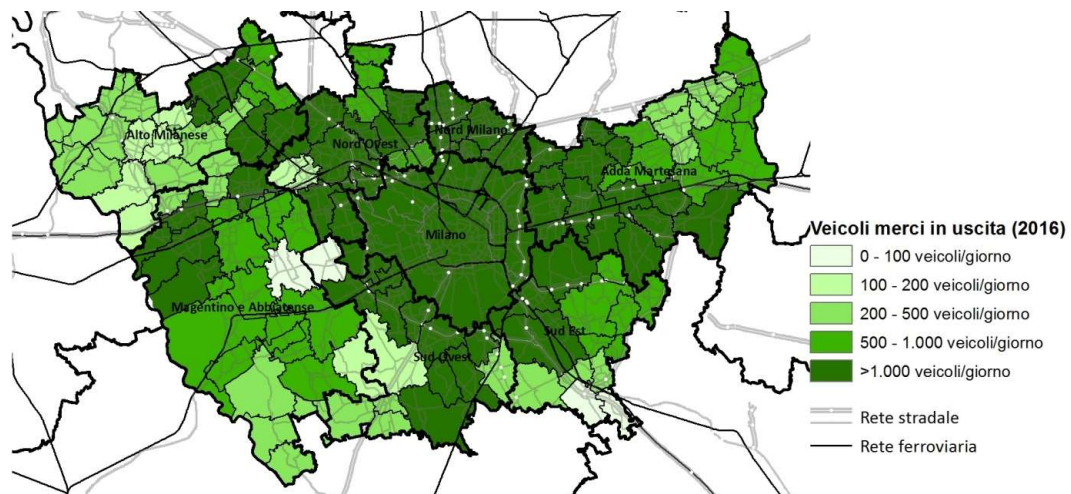 Alto Milanese
Nord Ovest
Nord Milano
Adda Martesana
Milano
Magentino e Abbiatense
Sud Ovest
Sud Est
Veicoli merci in uscita (2016)
0 - 100 veicoli/giorno
100 - 200 veicoli/giorno
200 - 500 veicoli/giorno
500 - 1.000 veicoli/giorno
>1.000 veicoli/giorno
Rete stradale
Rete ferroviaria